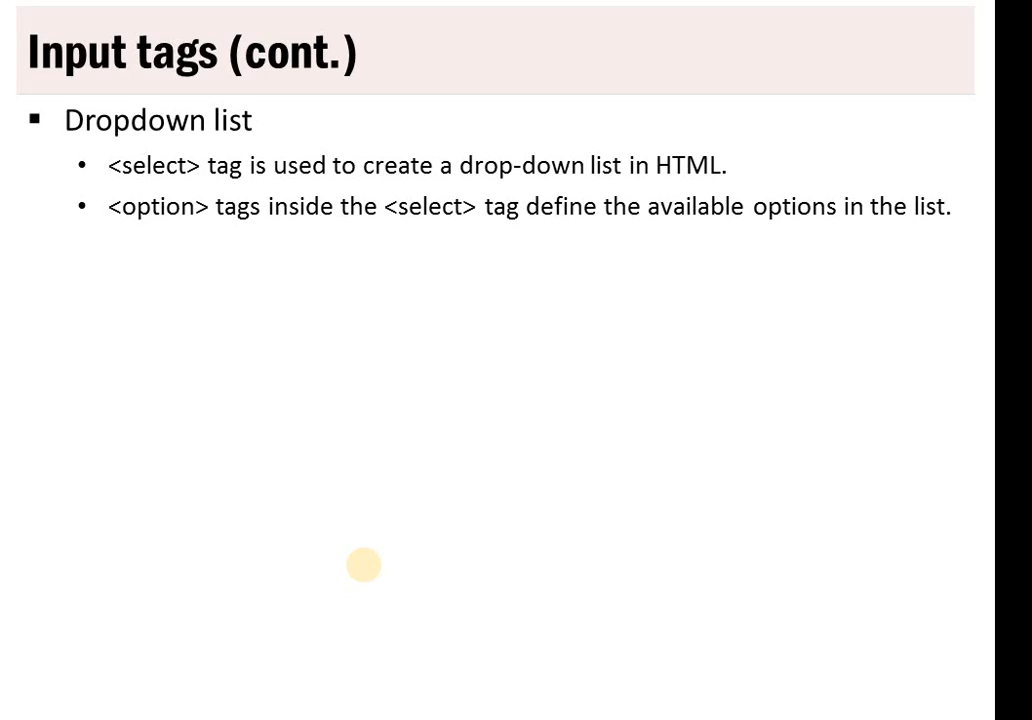 Input tags (cont.)
▪ Dropdown list
• <select> tag is used to create a drop-down list in HTML.
• <option> tags inside the <select> tag define the available options in the list.